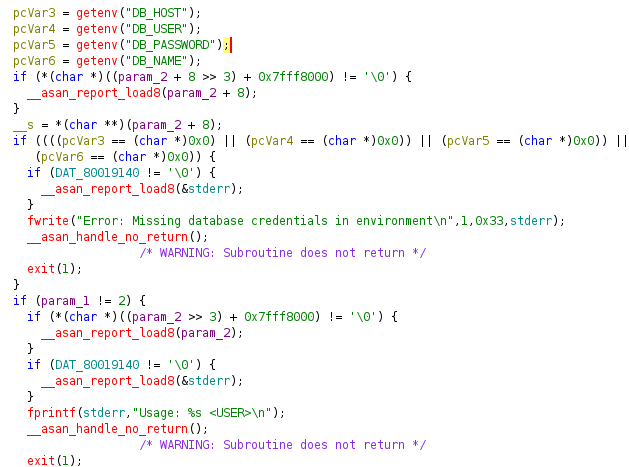 pcVar3 = getenv("DB_HOST");
pcVar4 = getenv("DB_USER");
pcVar5 = getenv("DB_PASSWORD");
pcVar6 = getenv("DB_NAME");
if (*(char *)((param_2 + 8 >> 3) + 0x7fff8000) != '\0') {
__asan_report_load8(param_2 + 8);
}
__s = *(char **)(param_2 + 8);
if ((((pcVar3 == (char *)0x0) || (pcVar4 == (char *)0x0)) || (pcVar5 == (char *)0x0)) ||
(pcVar6 == (char *)0x0)) {
if (DAT_80019140 != '\0') {
__asan_report_load8(&stderr);
}
fwrite("Error: Missing database credentials in environment\n",1,0x33,stderr);
__asan_handle_no_return();
/* WARNING: Subroutine does not return */
exit(1);
}
if (param_1 != 2) {
if (*(char *)((param_2 >> 3) + 0x7fff8000) != '\0') {
__asan_report_load8(param_2);
}
if (DAT_80019140 != '\0') {
__asan_report_load8(&stderr);
}
fprintf(stderr,"Usage: %s <USER>\n");
__asan_handle_no_return();
/* WARNING: Subroutine does not return */
exit(1);